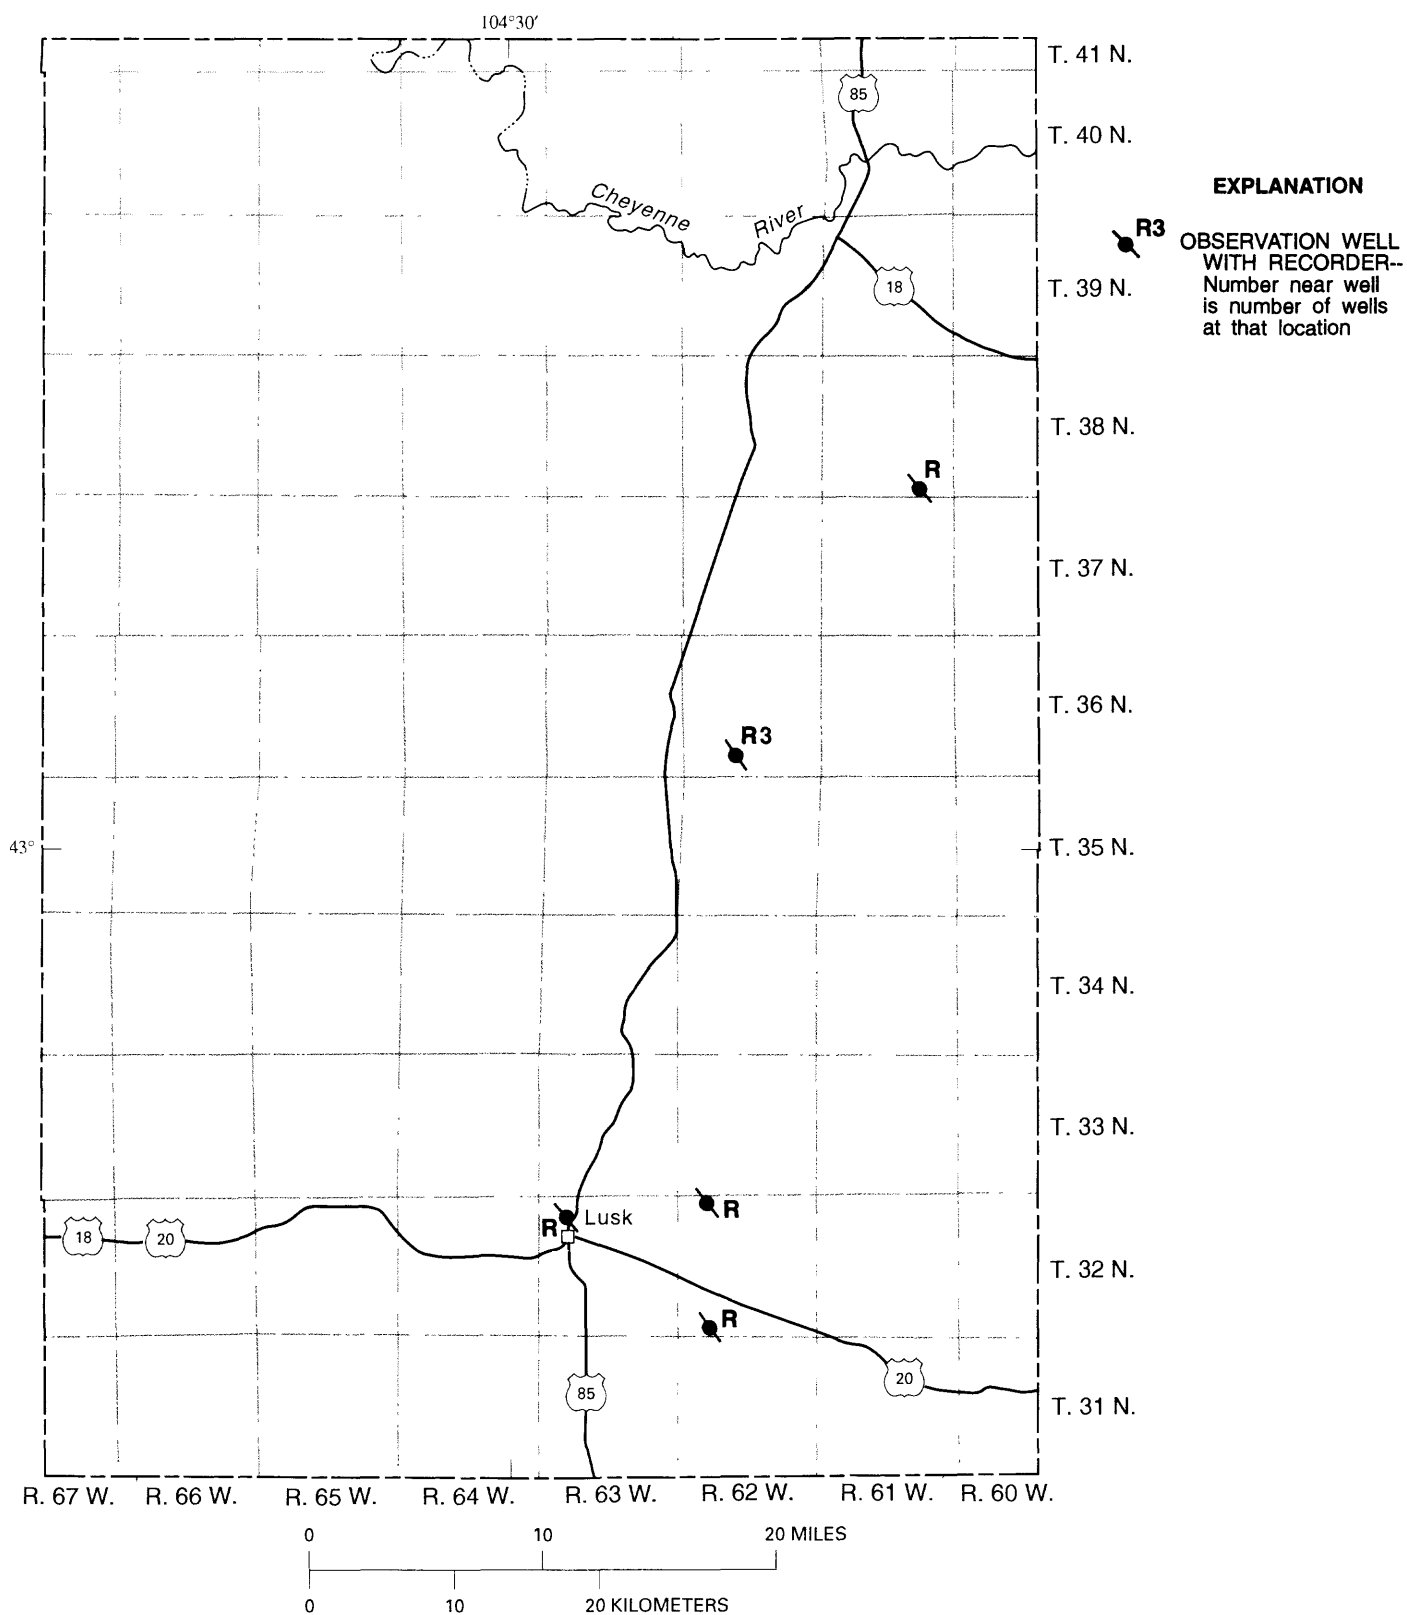 104°30′
T. 41 N.
85
T. 40 N.
EXPLANATION
Cheyenne River
R3
OBSERVATION WELL
WITH RECORDER--
Number near well
is number of wells
at that location
18
T. 39 N.
T. 38 N.
R
T. 37 N.
T. 36 N.
R3
43°
T. 35 N.
T. 34 N.
T. 33 N.
R
R
Lusk
18
20
T. 32 N.
R
20
85
T. 31 N.
R. 67 W. R. 66 W. R. 65 W. R. 64 W. R. 63 W. R. 62 W. R. 61 W. R. 60 W.
0 10 20 MILES
0 10 20 KILOMETERS